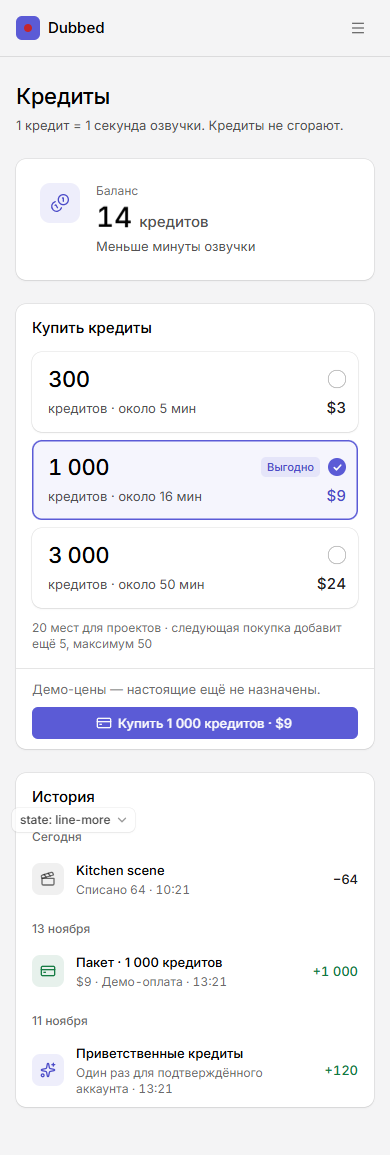 Dubbed
Кредиты
1 кредит = 1 секунда озвучки. Кредиты не сгорают.
Баланс
14 кредитов
Меньше минуты озвучки
Купить кредиты
300
кредитов · около 5 мин
$3
1 000
Выгодно
кредитов · около 16 мин
$9
3 000
кредитов · около 50 мин
$24
20 мест для проектов · следующая покупка добавит
ещё 5, максимум 50
Демо-цены — настоящие ещё не назначены.
Купить 1 000 кредитов · $9
История
state: line-more
Сегодня
Kitchen scene
Списано 64 · 10:21
−64
13 ноября
Пакет · 1 000 кредитов
$9 · Демо-оплата · 13:21
+1 000
11 ноября
Приветственные кредиты
Один раз для подтверждённого
аккаунта · 13:21
+120